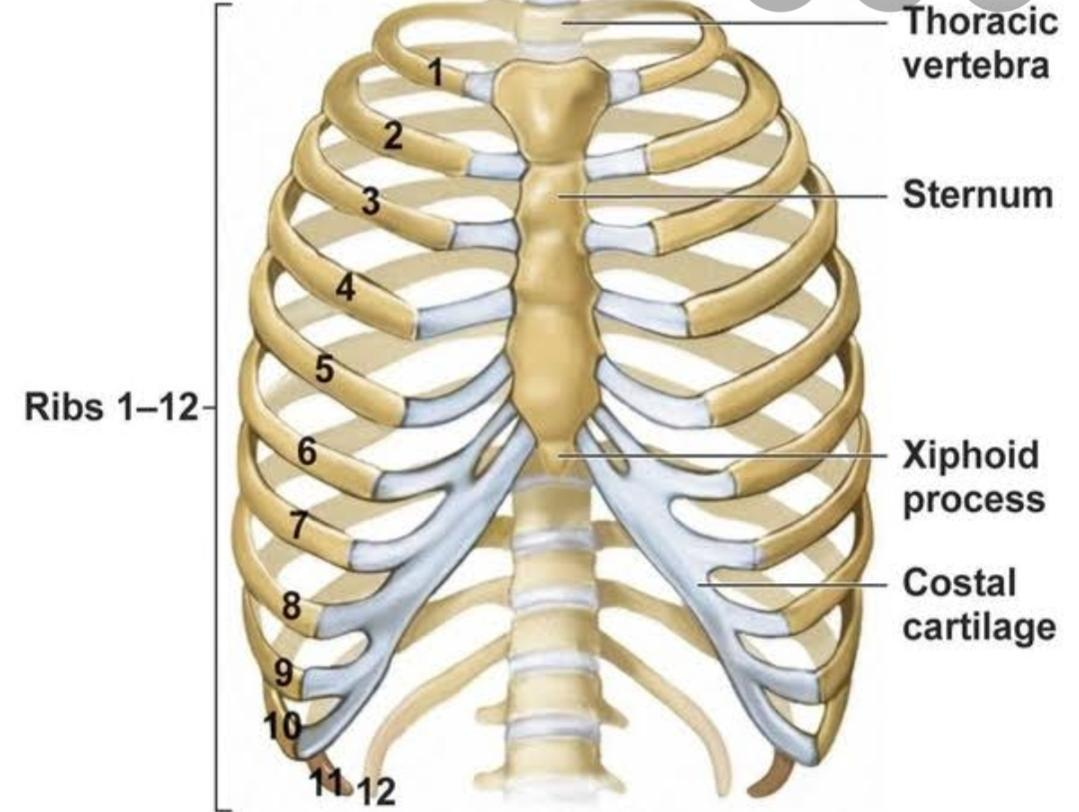 Thoracic
vertebra
1
2
3
Sternum
4
5
Ribs 1–12
6
Xiphoid
process
7
8
Costal
cartilage
9
10
11
12